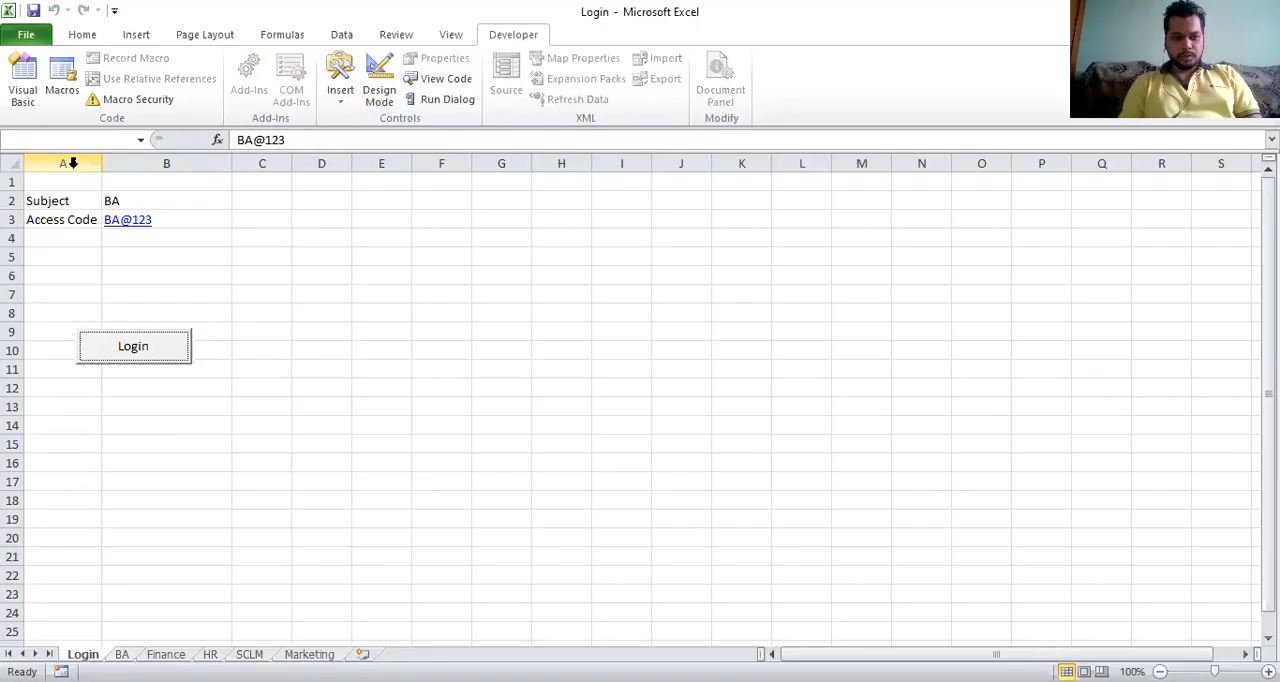 Login - Microsoft Excel
File Home Insert Page Layout Formulas Data Review View Developer
Visual Basic
Macros
Record Macro
Use Relative References
Macro Security
Code
Add-Ins
COM Add-Ins
Add-Ins
Insert
Design Mode
Properties
View Code
Run Dialog
Controls
Source
Map Properties
Expansion Packs
Refresh Data
Import
Export
XML
Document Panel
Modify
fx BA@123
A B C D E F G H I J K L M N O P Q R S
1
2 Subject BA
3 Access Code BA@123
4
5
6
7
8
9
Login
10
11
12
13
14
15
16
17
18
19
20
21
22
23
24
25
Login BA Finance HR SCLM Marketing
Ready 100%